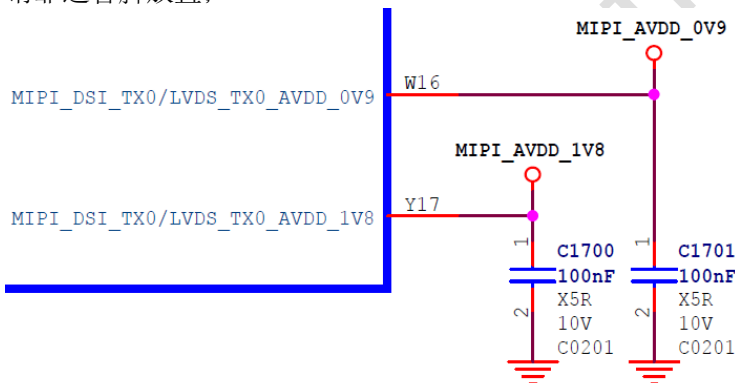 MIPI_AVDD_0V9
MIPI_DSI_TX0/LVDS_TX0_AVDD_0V9
W16
MIPI_AVDD_1V8
MIPI_DSI_TX0/LVDS_TX0_AVDD_1V8
Y17
1
C1700
100nF
X5R
10V
C0201
2
1
C1701
100nF
X5R
10V
C0201
2